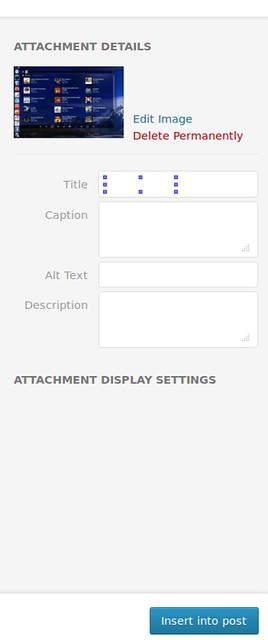 ATTACHMENT DETAILS
Edit Image
Delete Permanently
Title
Caption
Alt Text
Description
ATTACHMENT DISPLAY SETTINGS
Insert into post